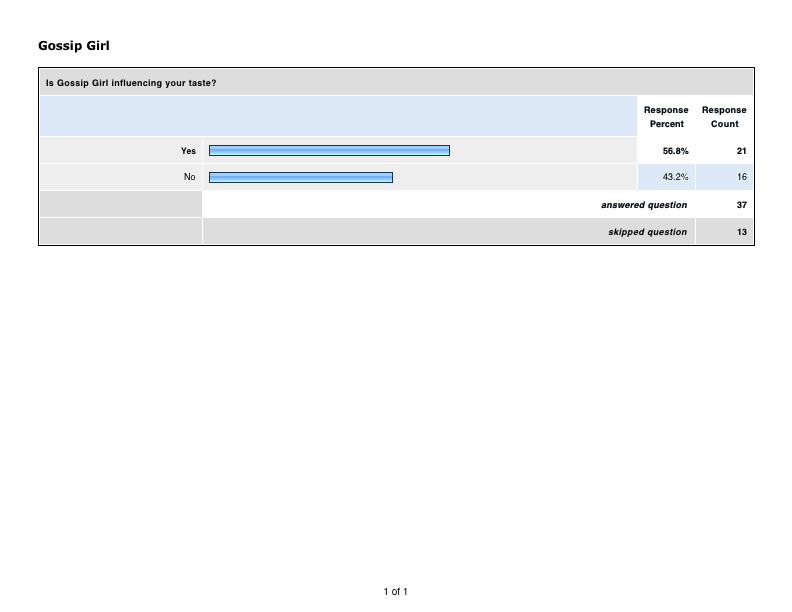 Gossip Girl
Is Gossip Girl influencing your taste?
Response Percent
Response Count
Yes 56.8% 21
No 43.2% 16
answered question 37
skipped question 13
1 of 1